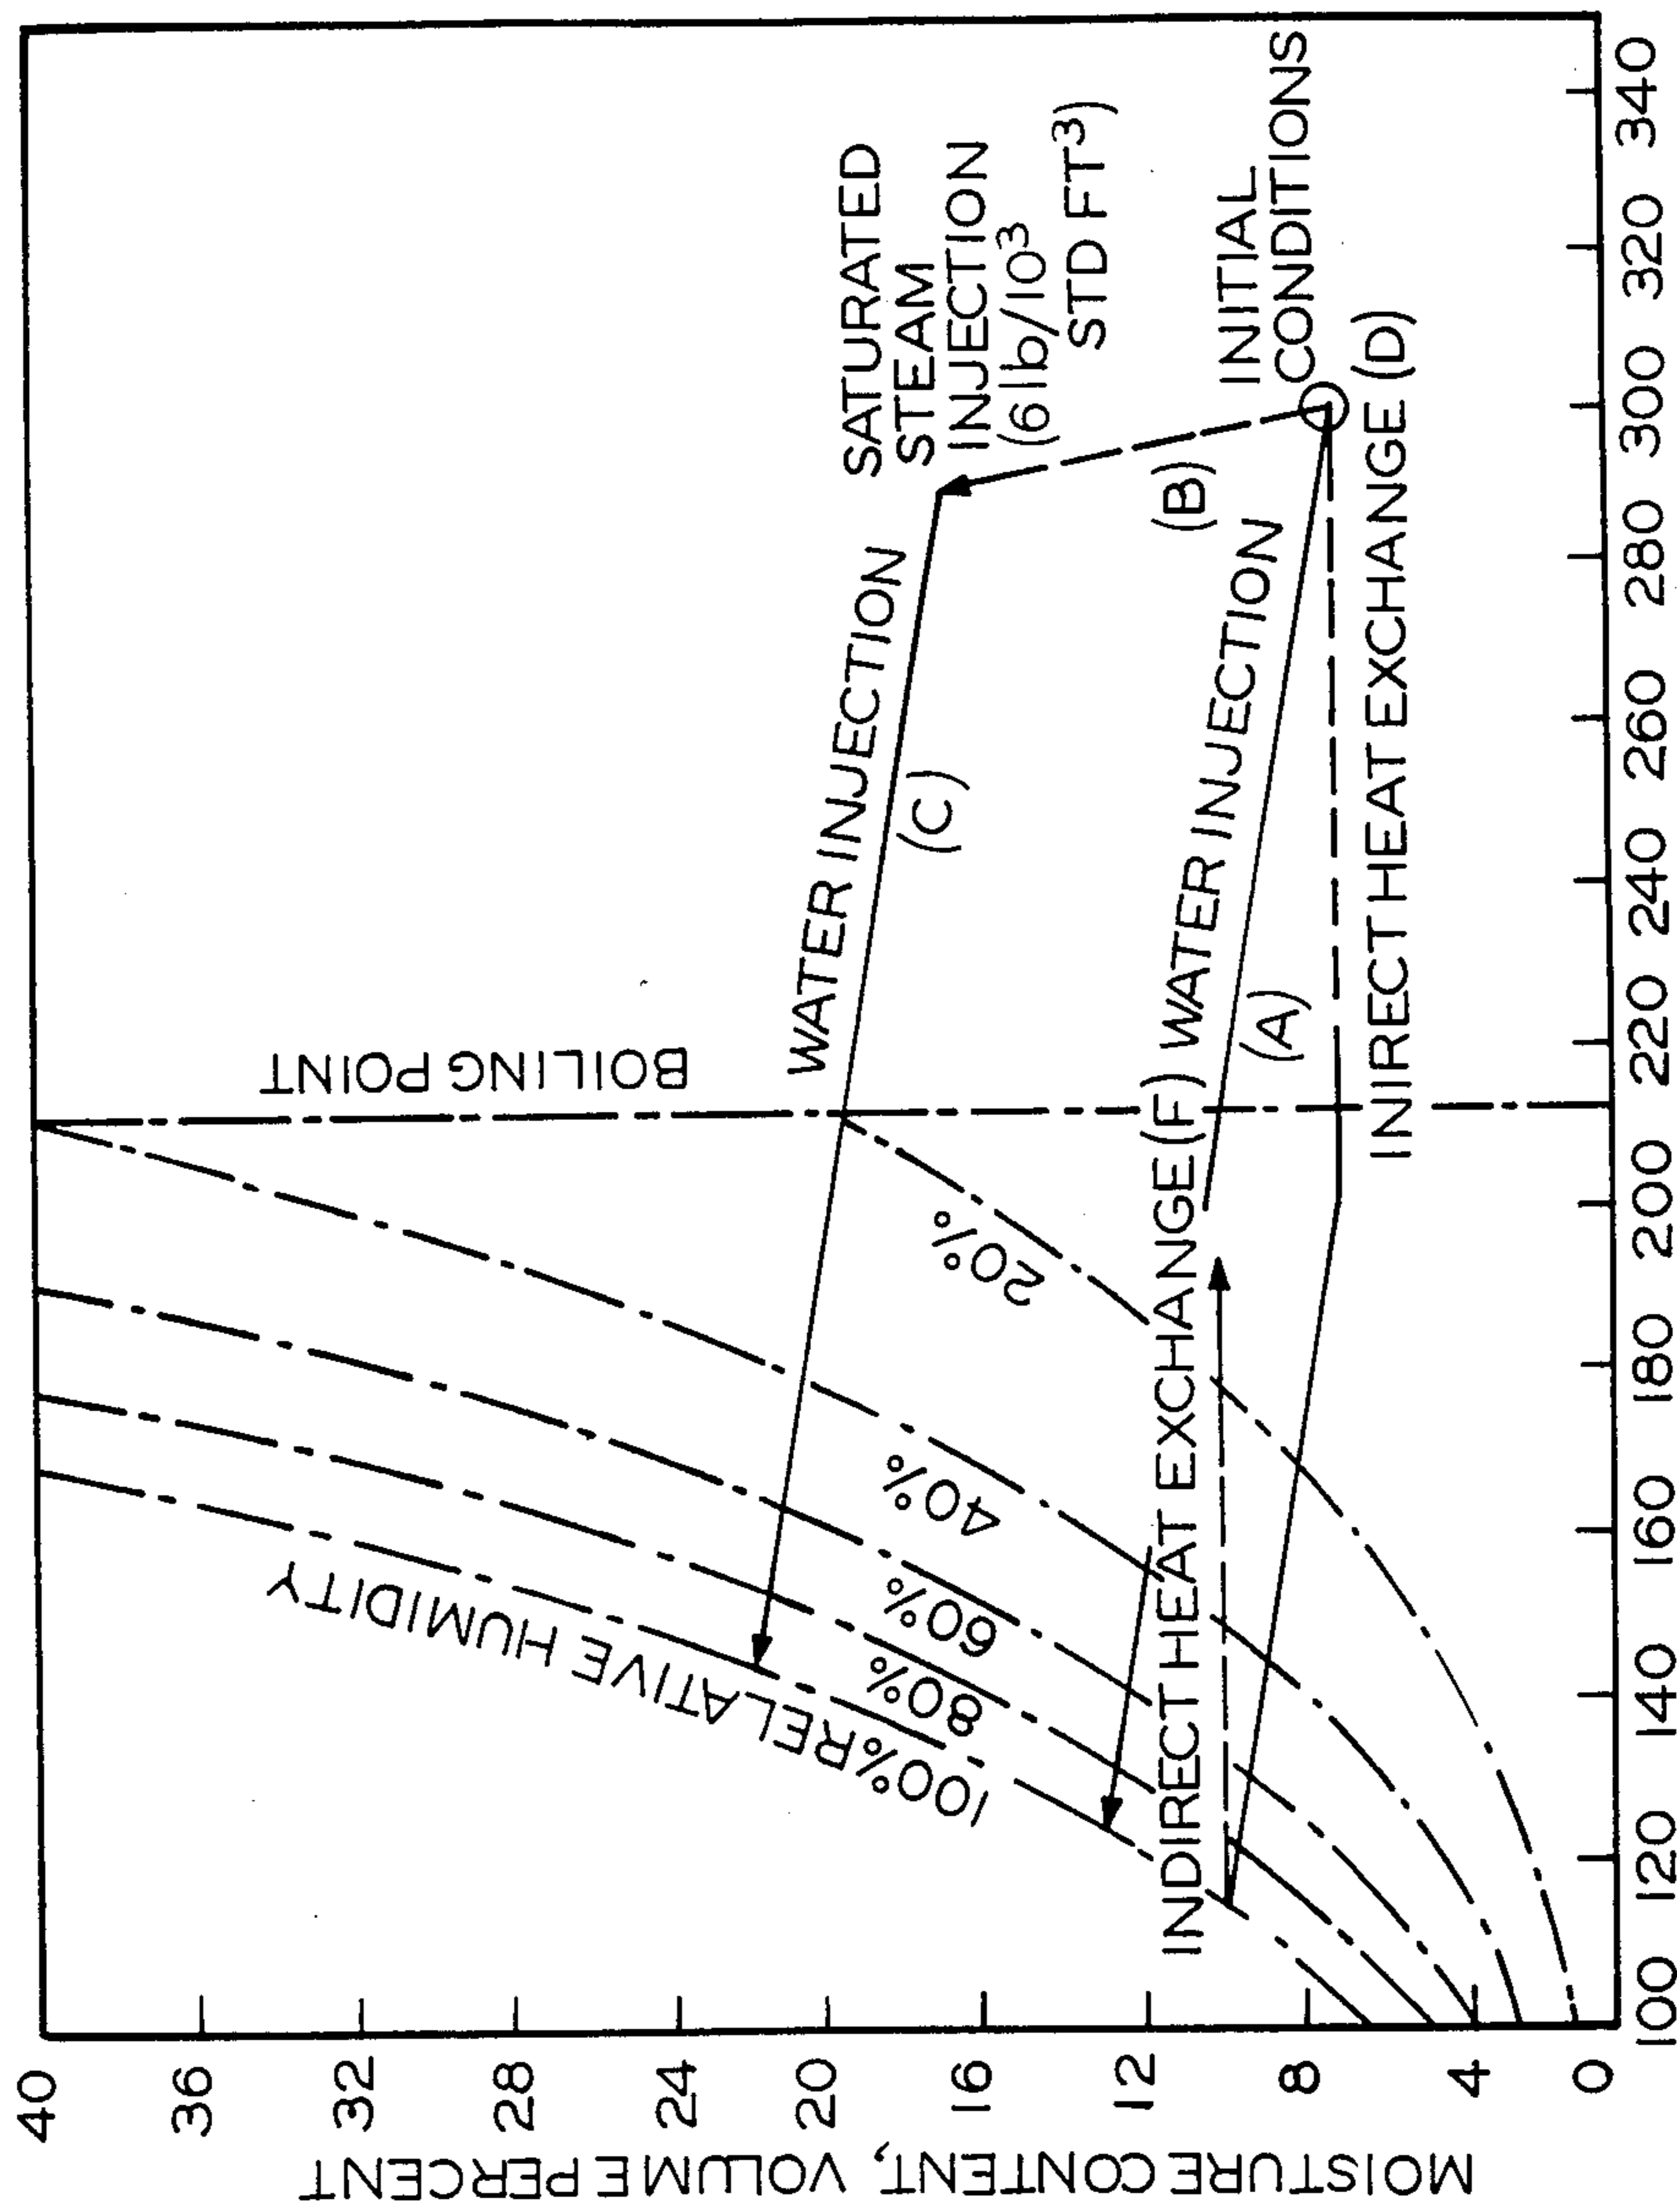 MOISTURE CONTENT, VOLUME PERCENT
40
36
32
28
24
20
16
12
8
4
0
100 120 140 160 180 200 220 240 260 280 300 320 340
BOILING POINT
100% RELATIVE HUMIDITY
80%
60%
40%
20%
WATER INJECTION
(C)
SATURATED
STEAM
INJECTION
(6 lb/10³
STD FT³)
(B)
INITIAL
CONDITIONS
INDIRECT HEAT EXCHANGE (F) WATER INJECTION
(A)
INIRECT HEAT EXCHANGE (D)